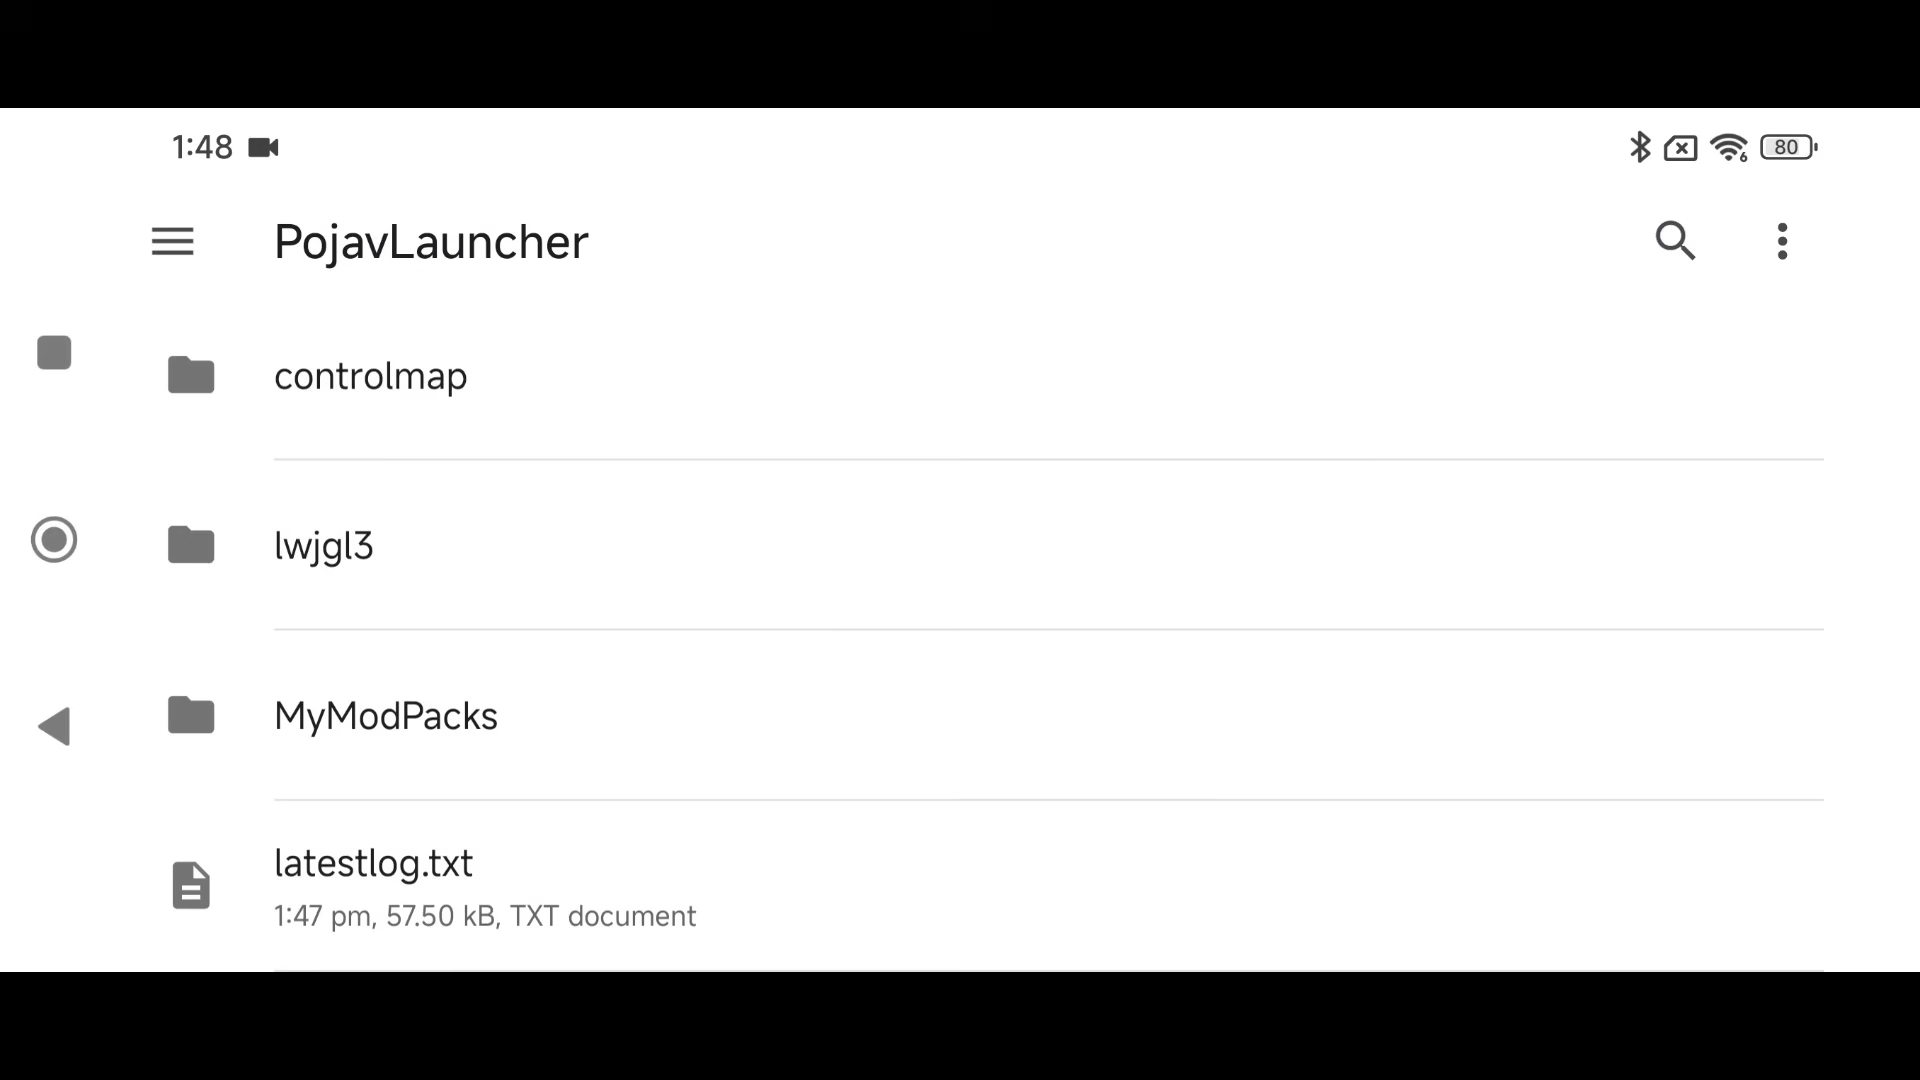 1:48
80
PojavLauncher
controlmap
lwjgl3
MyModPacks
latestlog.txt
1:47 pm, 57.50 kB, TXT document